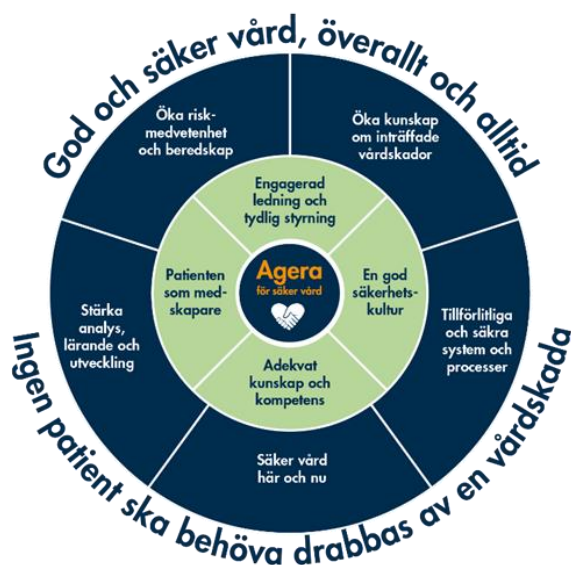 God och säker vård, överallt och alltid
Öka risk-
medvetenhet
och beredskap
Öka kunskap
om inträffade
vårdskador
Engagerad
ledning och
tydlig styrning
Patienten
som med-
skapare
Agera
för säker vård
En god
säkerhets-
kultur
Stärka
analys,
lärande och
utveckling
Tillförlitliga
och säkra
system och
processer
Adekvat
kunskap och
kompetens
Säker vård
här och nu
Ingen patient ska behöva drabbas av en vårdskada